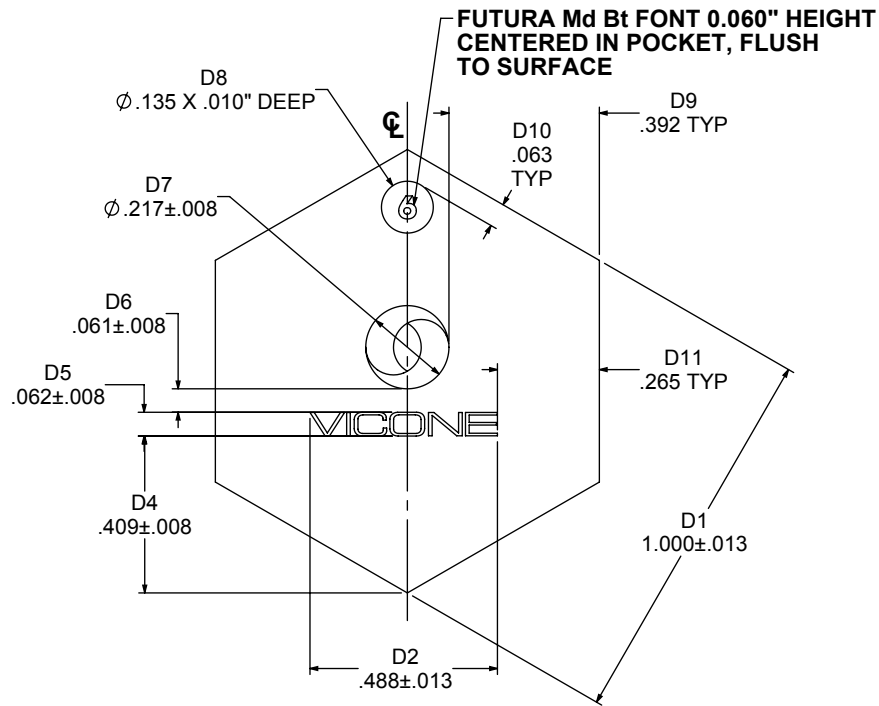 FUTURA Md Bt FONT 0.060" HEIGHT
CENTERED IN POCKET, FLUSH
TO SURFACE
D8
∅.135 X .010" DEEP
℄
D9
.392 TYP
D10
.063
TYP
D7
∅.217±.008
D6
.061±.008
D5
.062±.008
D11
.265 TYP
VICONE
D4
.409±.008
D1
1.000±.013
D2
.488±.013